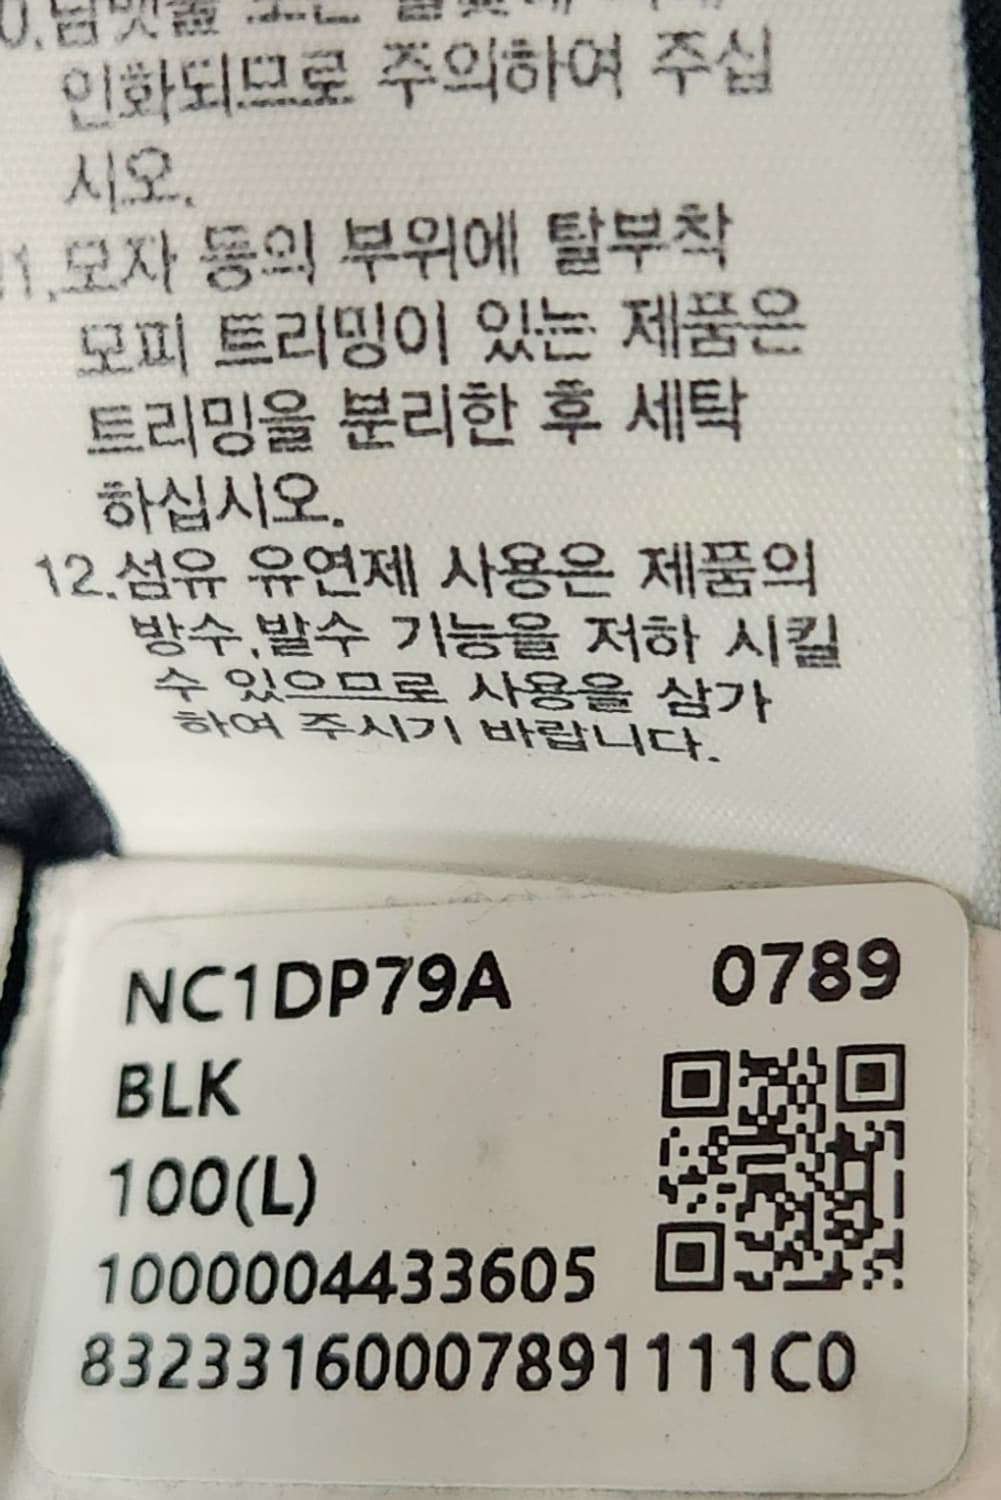 인화되므로 주의하여 주십
시오.
11.모자 등의 부위에 탈부착
모피 트리밍이 있는 제품은
트리밍을 분리한 후 세탁
하십시오.
12.섬유 유연제 사용은 제품의
방수,발수 기능을 저하 시킬
수 있으므로 사용을 삼가
하여 주시기 바랍니다.
NC1DP79A 0789
BLK
100(L)
1000004433605
83233160007891111C0